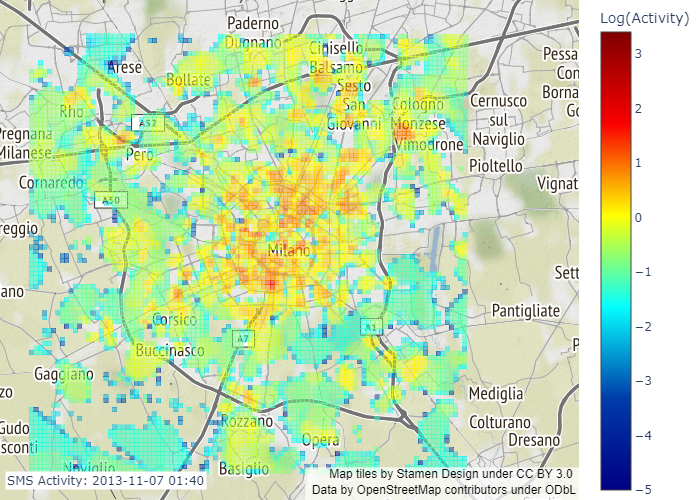 Log(Activity)
Paderno
Dugnano
Cinisello
Balsamo
Arese
Bollate
Sesto
San
Giovanni
Rho
A52
Cologno
Monzese
Cernusco
sul
Naviglio
Pessa
Con
Borna
Go
Pregnana
Milanese
Pero
Vimodrone
Pioltello
Cornaredo
Vignat
A50
reggio
Milano
Sett
ano
Corsico
A7
A1
Pantigliate
P
Buccinasco
Gaggiano
zo
Mediglia
Colturano
Dresano
Gudo
sconti
Rozzano
Opera
Naviglio
Basiglio
SMS Activity: 2013-11-07 01:40
Map tiles by Stamen Design under CC BY 3.0
Data by OpenStreetMap contributors under ODbL
3
2
1
0
−1
−2
−3
−4
−5